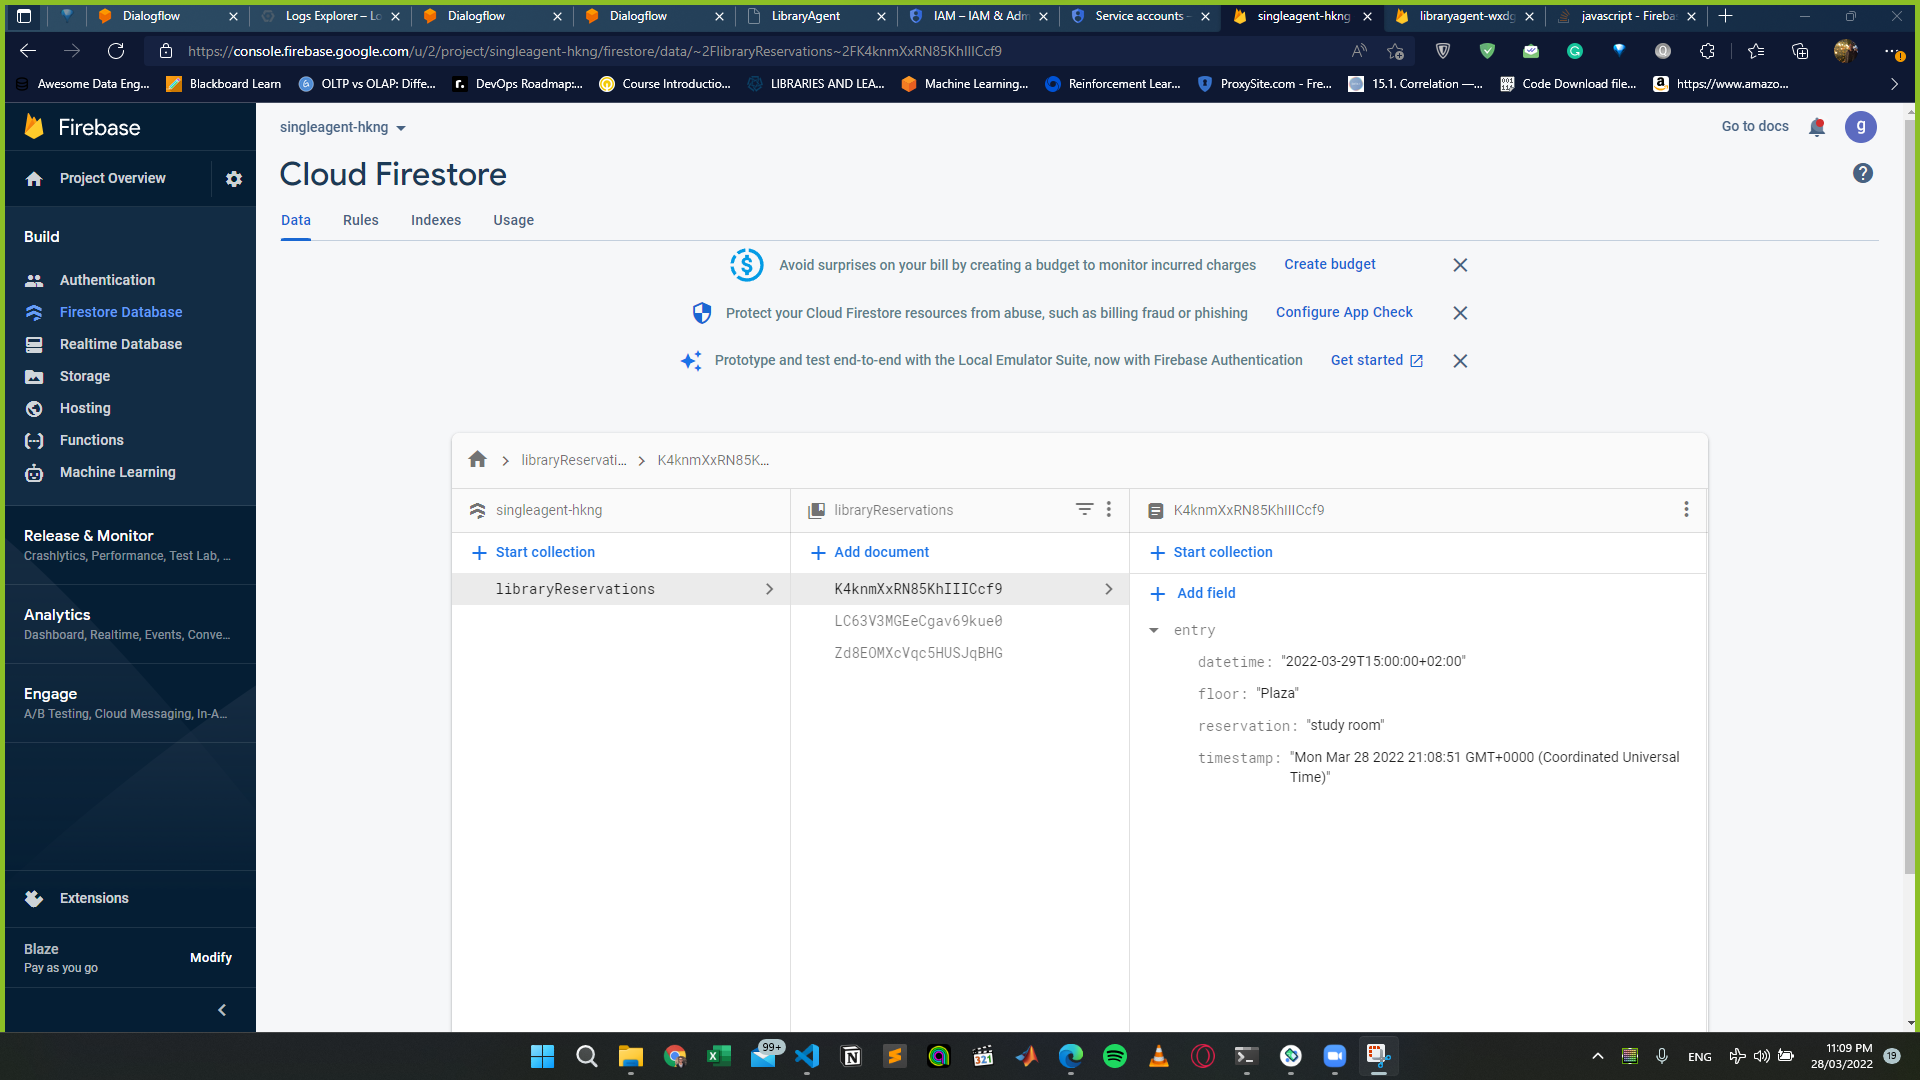 Dialogflow
Logs Explorer – Lo
Dialogflow
Dialogflow
LibraryAgent
IAM – IAM & Adm
Service accounts –
singleagent-hkng
libraryagent-wxdg
javascript - Fireba
https://console.firebase.google.com/u/2/project/singleagent-hkng/firestore/data/~2FlibraryReservations~2FK4knmXxRN85KhIIICcf9
Awesome Data Eng...
Blackboard Learn
OLTP vs OLAP: Diffe...
DevOps Roadmap:...
Course Introductio...
LIBRARIES AND LEA...
Machine Learning...
Reinforcement Lear...
ProxySite.com - Fre...
15.1. Correlation —...
Code Download file...
https://www.amazo...
Firebase
singleagent-hkng
Go to docs
g
Project Overview
Cloud Firestore
?
Data
Rules
Indexes
Usage
Build
Authentication
Firestore Database
Realtime Database
Storage
Hosting
Functions
Machine Learning
Release & Monitor
Crashlytics, Performance, Test Lab, ...
Analytics
Dashboard, Realtime, Events, Conve...
Engage
A/B Testing, Cloud Messaging, In-A...
Extensions
Blaze
Pay as you go
Modify
Avoid surprises on your bill by creating a budget to monitor incurred charges
Create budget
Protect your Cloud Firestore resources from abuse, such as billing fraud or phishing
Configure App Check
Prototype and test end-to-end with the Local Emulator Suite, now with Firebase Authentication
Get started
libraryReservati...
K4knmXxRN85K...
singleagent-hkng
libraryReservations
K4knmXxRN85KhIIICcf9
Start collection
Add document
Start collection
libraryReservations
K4knmXxRN85KhIIICcf9
LC63V3MGEeCgav69kue0
Zd8EOMXcVqc5HUSJqBHG
Add field
entry
datetime: "2022-03-29T15:00:00+02:00"
floor: "Plaza"
reservation: "study room"
timestamp: "Mon Mar 28 2022 21:08:51 GMT+0000 (Coordinated Universal
Time)"
99+
321
ENG
11:09 PM
28/03/2022
19